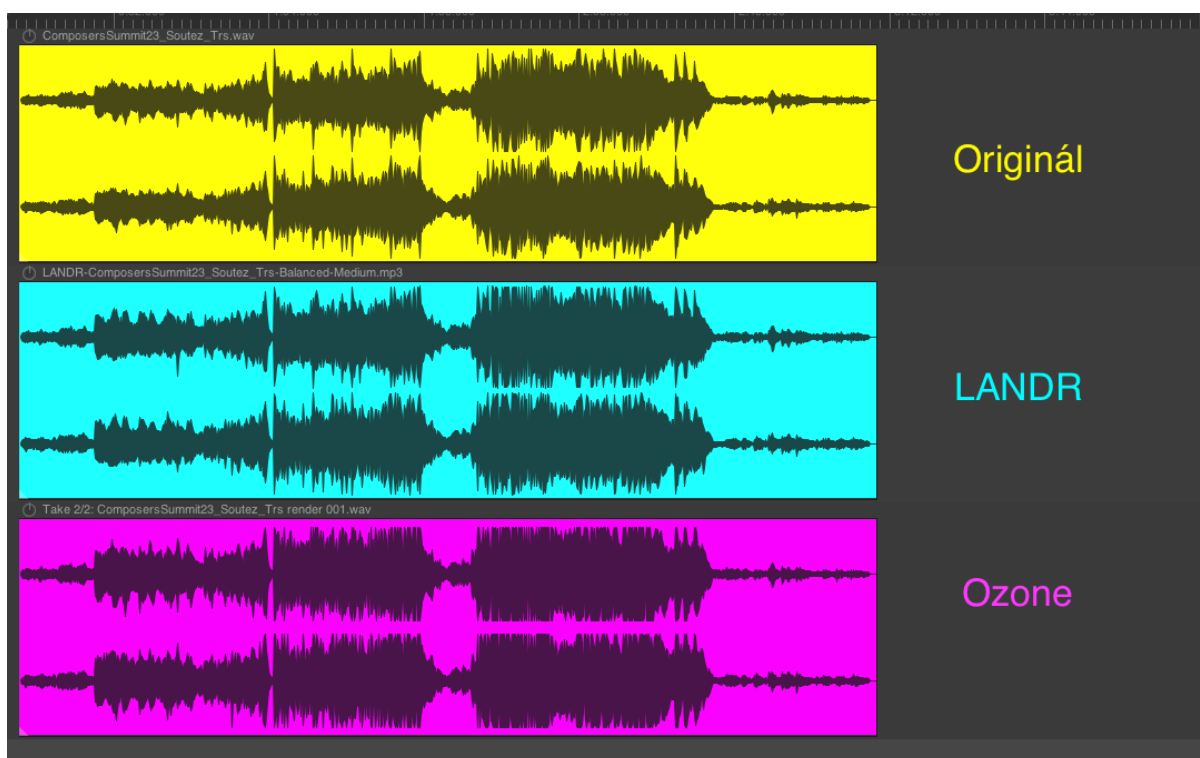 ComposersSummit23_Soutez_Trs.wav
Originál
LANDR-ComposersSummit23_Soutez_Trs-Balanced-Medium.mp3
LANDR
Take 2/2: ComposersSummit23_Soutez_Trs render 001.wav
Ozone